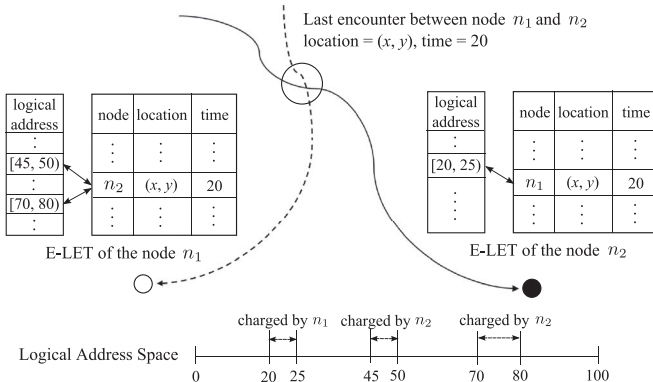 Last encounter between node n₁ and n₂
location = (x, y), time = 20
logical
address
⋮
[45, 50)
⋮
[70, 80)
⋮
node location time
⋮ ⋮ ⋮
n₂ (x, y) 20
⋮ ⋮ ⋮
E-LET of the node n₁
logical
address
⋮
[20, 25)
⋮
node location time
⋮ ⋮ ⋮
n₁ (x, y) 20
⋮ ⋮ ⋮
E-LET of the node n₂
charged by n₁ charged by n₂ charged by n₂
Logical Address Space
0 20 25 45 50 70 80 100